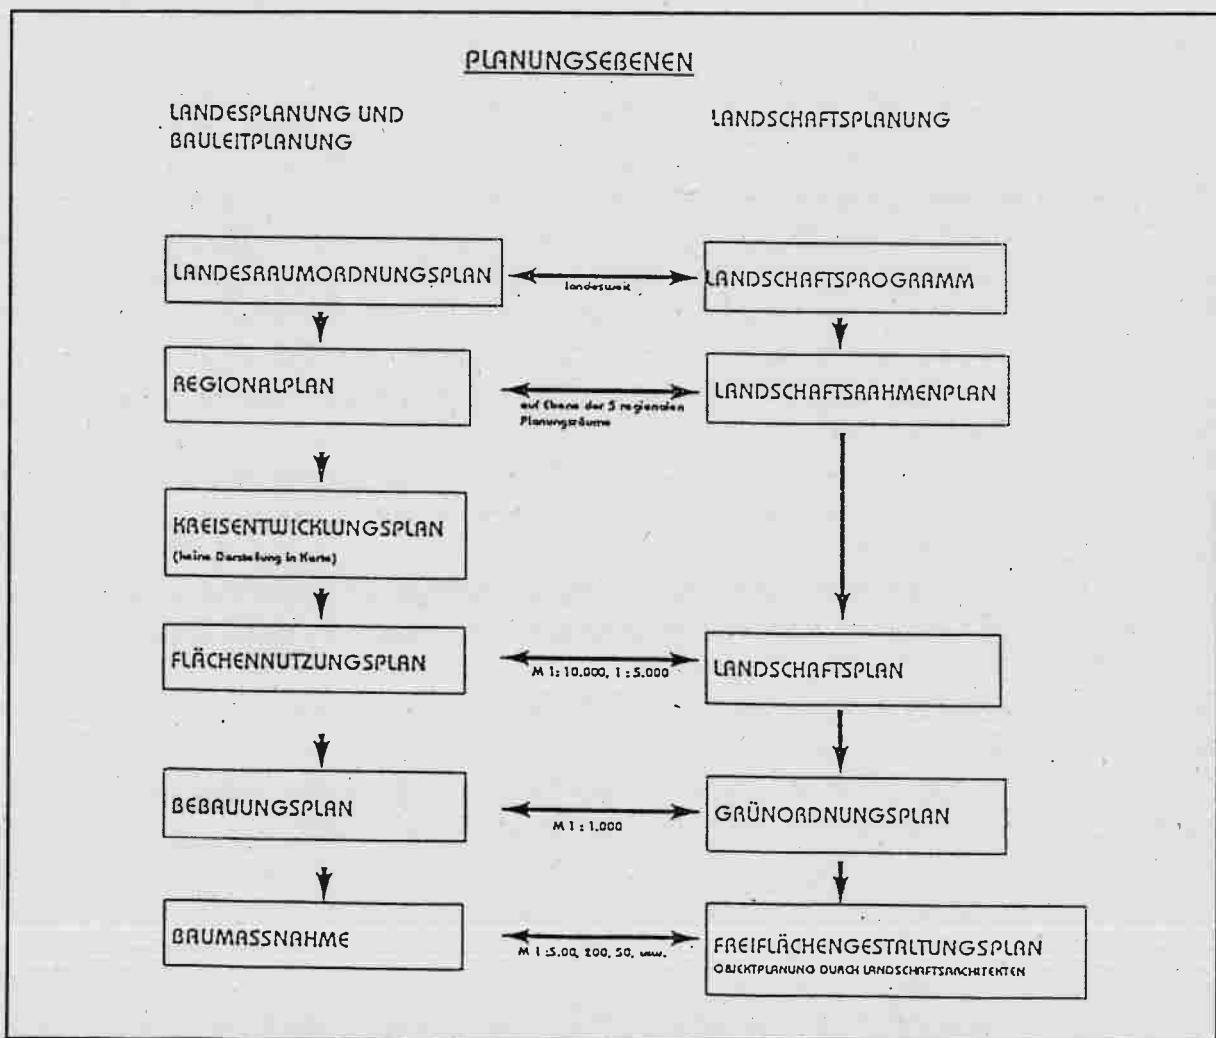 PLANUNGSEBENEN
LANDESPLANUNG UND
BAULEITPLANUNG
LANDSCHAFTSPLANUNG
LANDESRAUMORDNUNGSPLAN
landesweit
LANDSCHAFTSPROGRAMM
REGIONALPLAN
auf Ebene der 5 regionalen
Planungsräume
LANDSCHAFTSRAHMENPLAN
KREISENTWICKLUNGSPLAN
(keine Darstellung in Karte)
FLÄCHENNUTZUNGSPLAN
M 1: 10.000, 1 : 5.000
LANDSCHAFTSPLAN
BEBAUUNGSPLAN
M 1 : 1.000
GRÜNORDNUNGSPLAN
BAUMASSNAHME
M 1 :5.00, 200, 50, usw.
FREIFLÄCHENGESTALTUNGSPLAN
OBJEKTPLANUNG DURCH LANDSCHAFTSARCHITEKTEN